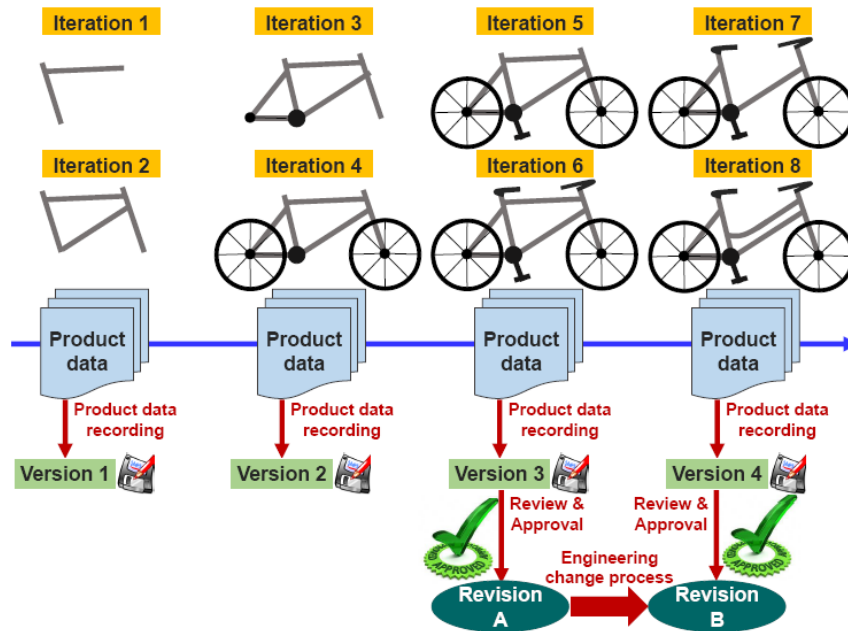 Iteration 1
Iteration 3
Iteration 5
Iteration 7
Iteration 2
Iteration 4
Iteration 6
Iteration 8
Product
data
Product
data
Product
data
Product
data
Product data
recording
Product data
recording
Product data
recording
Product data
recording
Version 1
Version 2
Version 3
Version 4
Review &
Approval
Review &
Approval
APPROVED
APPROVED
Engineering
change process
Revision
A
Revision
B